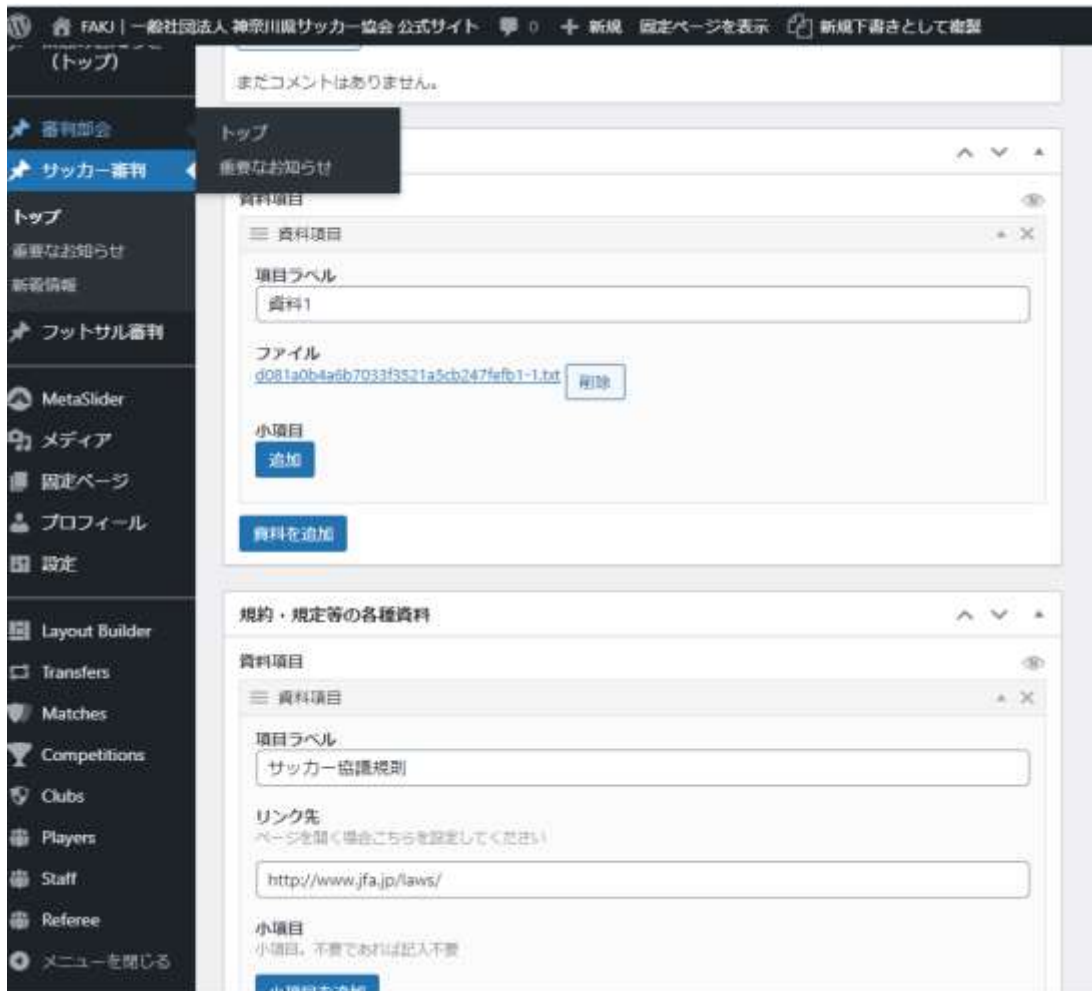 FAKJ | 一般社団法人 神奈川県サッカー協会 公式サイト 0 新規 固定ページを表示 新規下書きとして複製
(トップ)
審判部会
サッカー審判
トップ
重要なお知らせ
新着情報
フットサル審判
MetaSlider
メディア
固定ページ
プロフィール
設定
Layout Builder
Transfers
Matches
Competitions
Clubs
Players
Staff
Referee
メニューを閉じる
トップ
重要なお知らせ
まだコメントはありません。
資料項目
資料項目
項目ラベル
資料1
ファイル
d081a0b4a6b7033f3521a5cb247fefb1-1.txt 削除
小項目
追加
資料を追加
規約・規定等の各種資料
資料項目
資料項目
項目ラベル
サッカー協議規則
リンク先
ページを開く場合こちらを設定してください
http://www.jfa.jp/laws/
小項目
小項目。不要であれば記入不要
小項目を追加